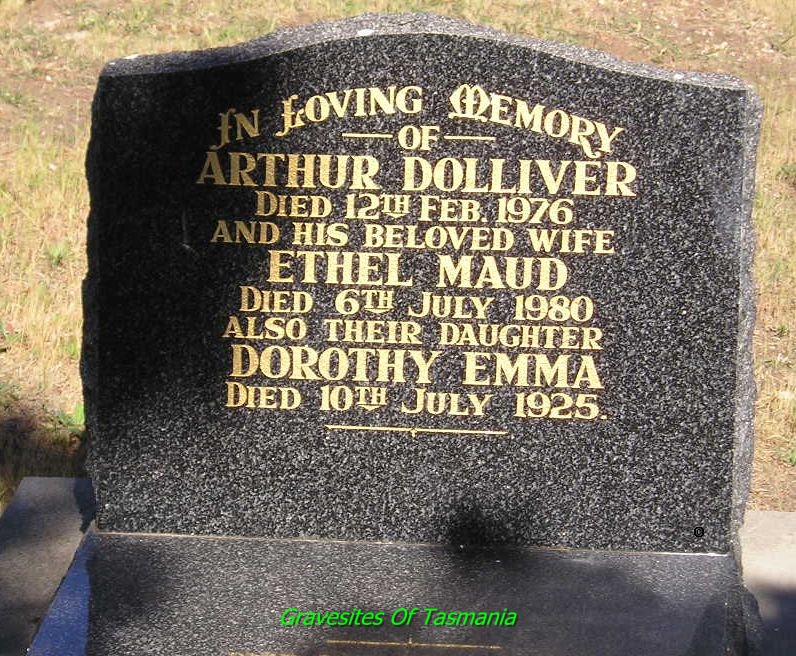 In Loving Memory
OF
ARTHUR DOLLIVER
DIED 12TH FEB. 1976
AND HIS BELOVED WIFE
ETHEL MAUD
DIED 6TH JULY 1980
ALSO THEIR DAUGHTER
DOROTHY EMMA
DIED 10TH JULY 1925.
©
Gravesites Of Tasmania